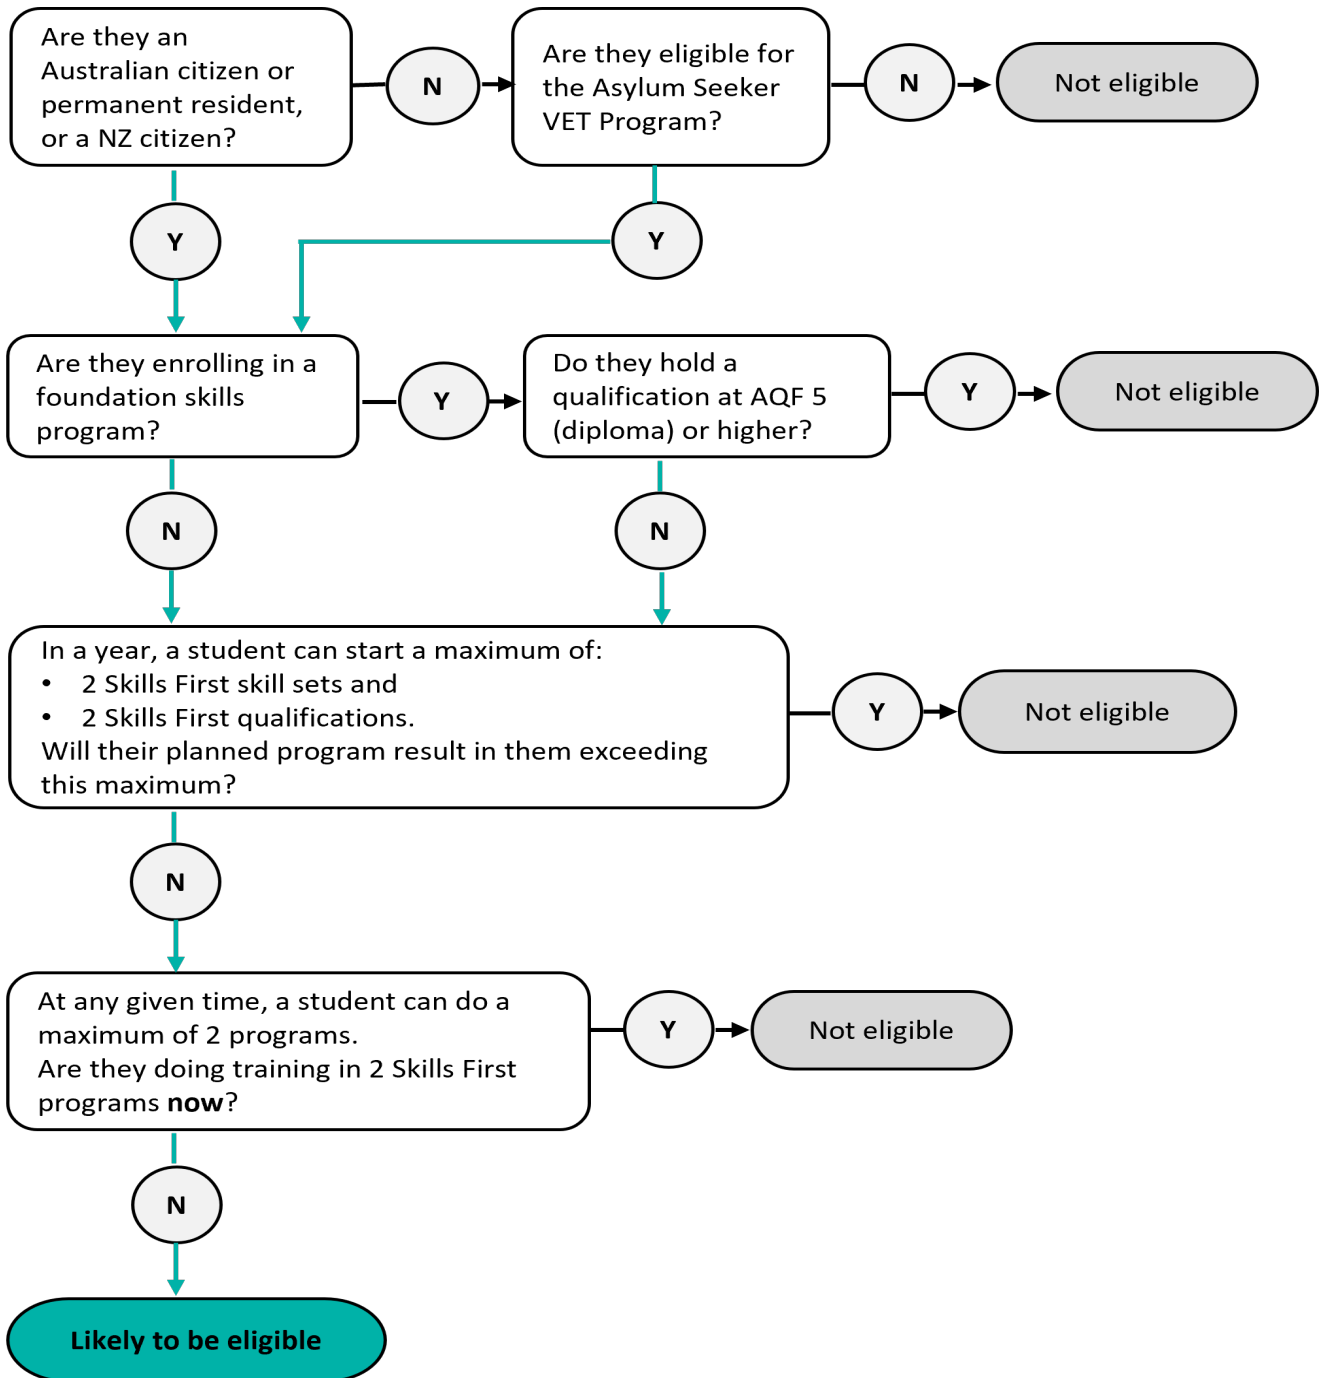 Are they an
Australian citizen or
permanent resident,
or a NZ citizen?
N
Are they eligible for
the Asylum Seeker
VET Program?
N
Not eligible
Y
Y
Are they enrolling in a
foundation skills
program?
Y
Do they hold a
qualification at AQF 5
(diploma) or higher?
Y
Not eligible
N
N
In a year, a student can start a maximum of:
• 2 Skills First skill sets and
• 2 Skills First qualifications.
Will their planned program result in them exceeding
this maximum?
Y
Not eligible
N
At any given time, a student can do a
maximum of 2 programs.
Are they doing training in 2 Skills First
programs now?
Y
Not eligible
N
Likely to be eligible